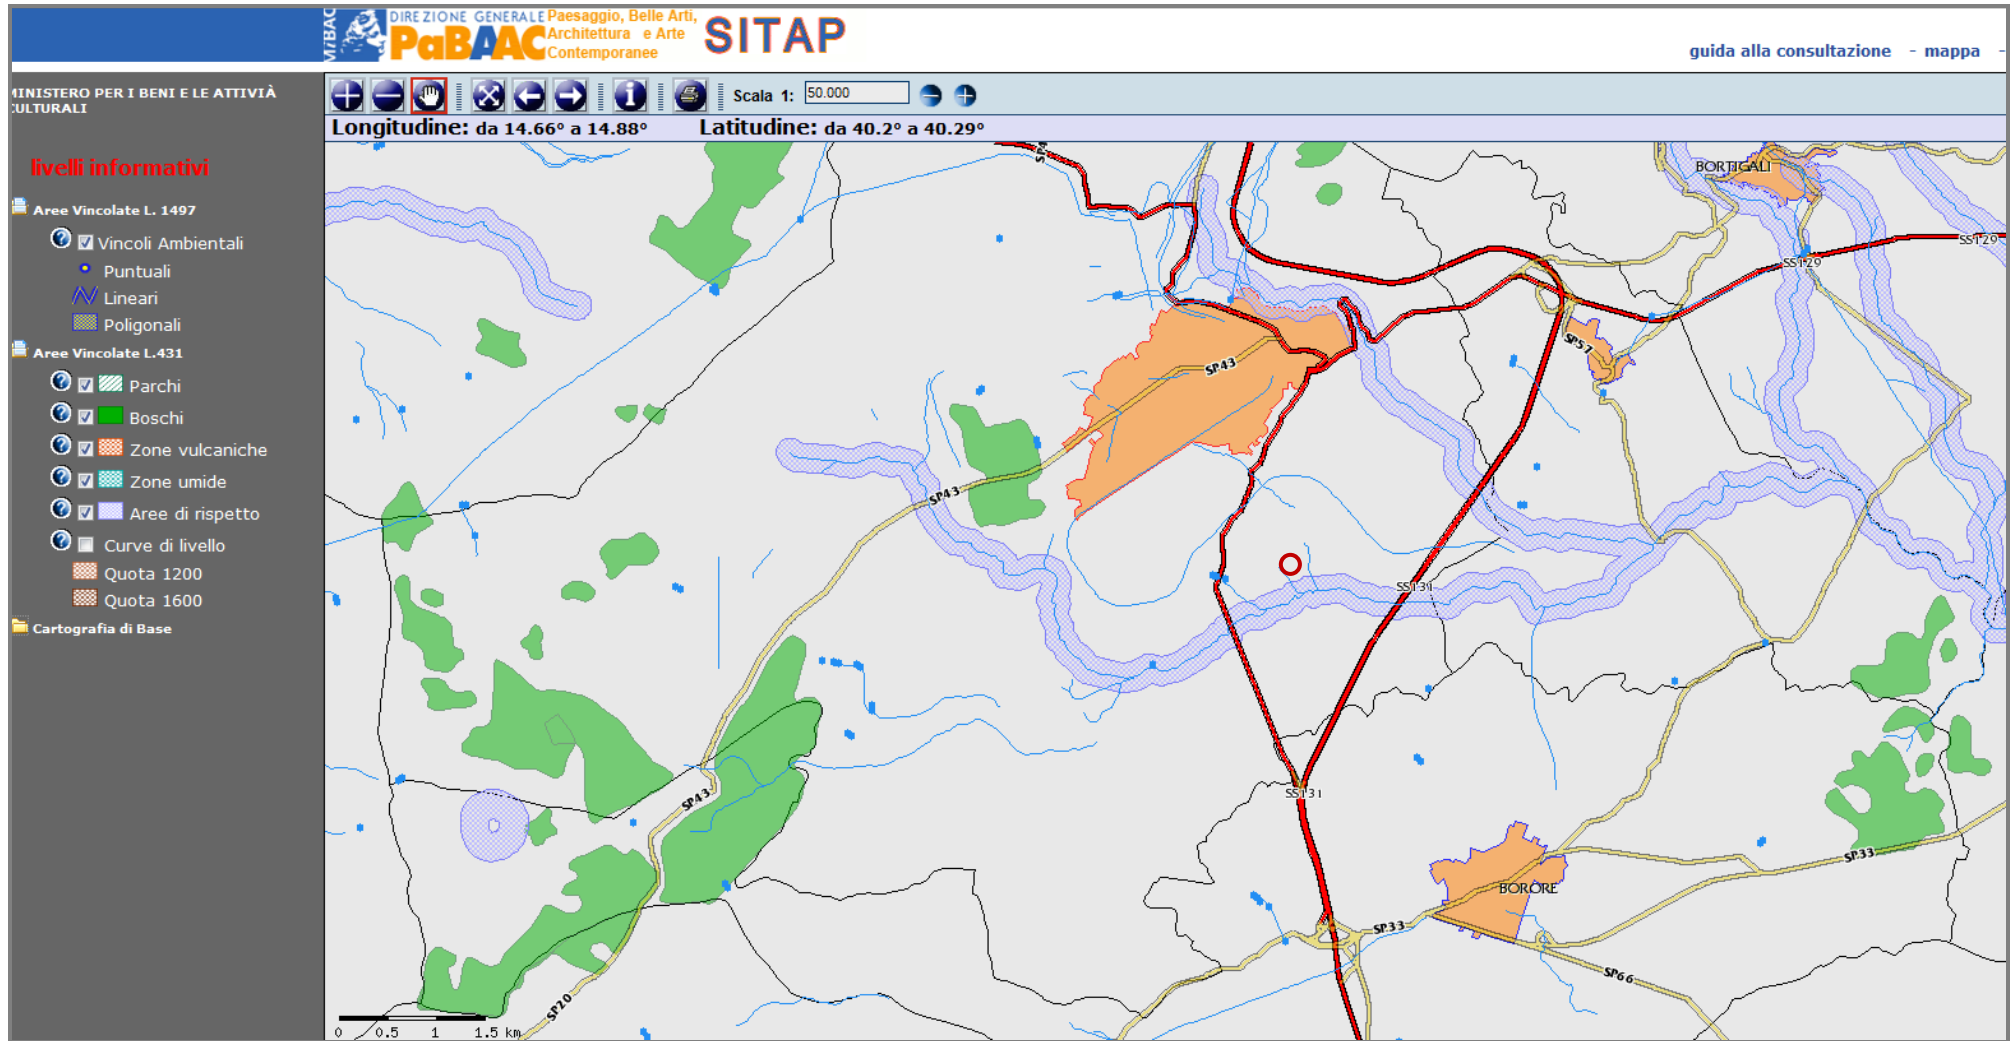 MiBAC
DIREZIONE GENERALE
PaBAAC
Paesaggio, Belle Arti,
Architettura e Arte
Contemporanee
SITAP
guida alla consultazione - mappa -
MINISTERO PER I BENI E LE ATTIVIÀ
CULTURALI
Scala 1: 50.000
Longitudine: da 14.66° a 14.88° Latitudine: da 40.2° a 40.29°
livelli informativi
Aree Vincolate L. 1497
Vincoli Ambientali
Puntuali
Lineari
Poligonali
Aree Vincolate L.431
Parchi
Boschi
Zone vulcaniche
Zone umide
Aree di rispetto
Curve di livello
Quota 1200
Quota 1600
Cartografia di Base
BORTIGALI
SS129
SS129
SP57
SP43
SP43
SS131
SP43
SS131
SP33
BORORE
SP33
SP66
SP20
0 0.5 1 1.5 km